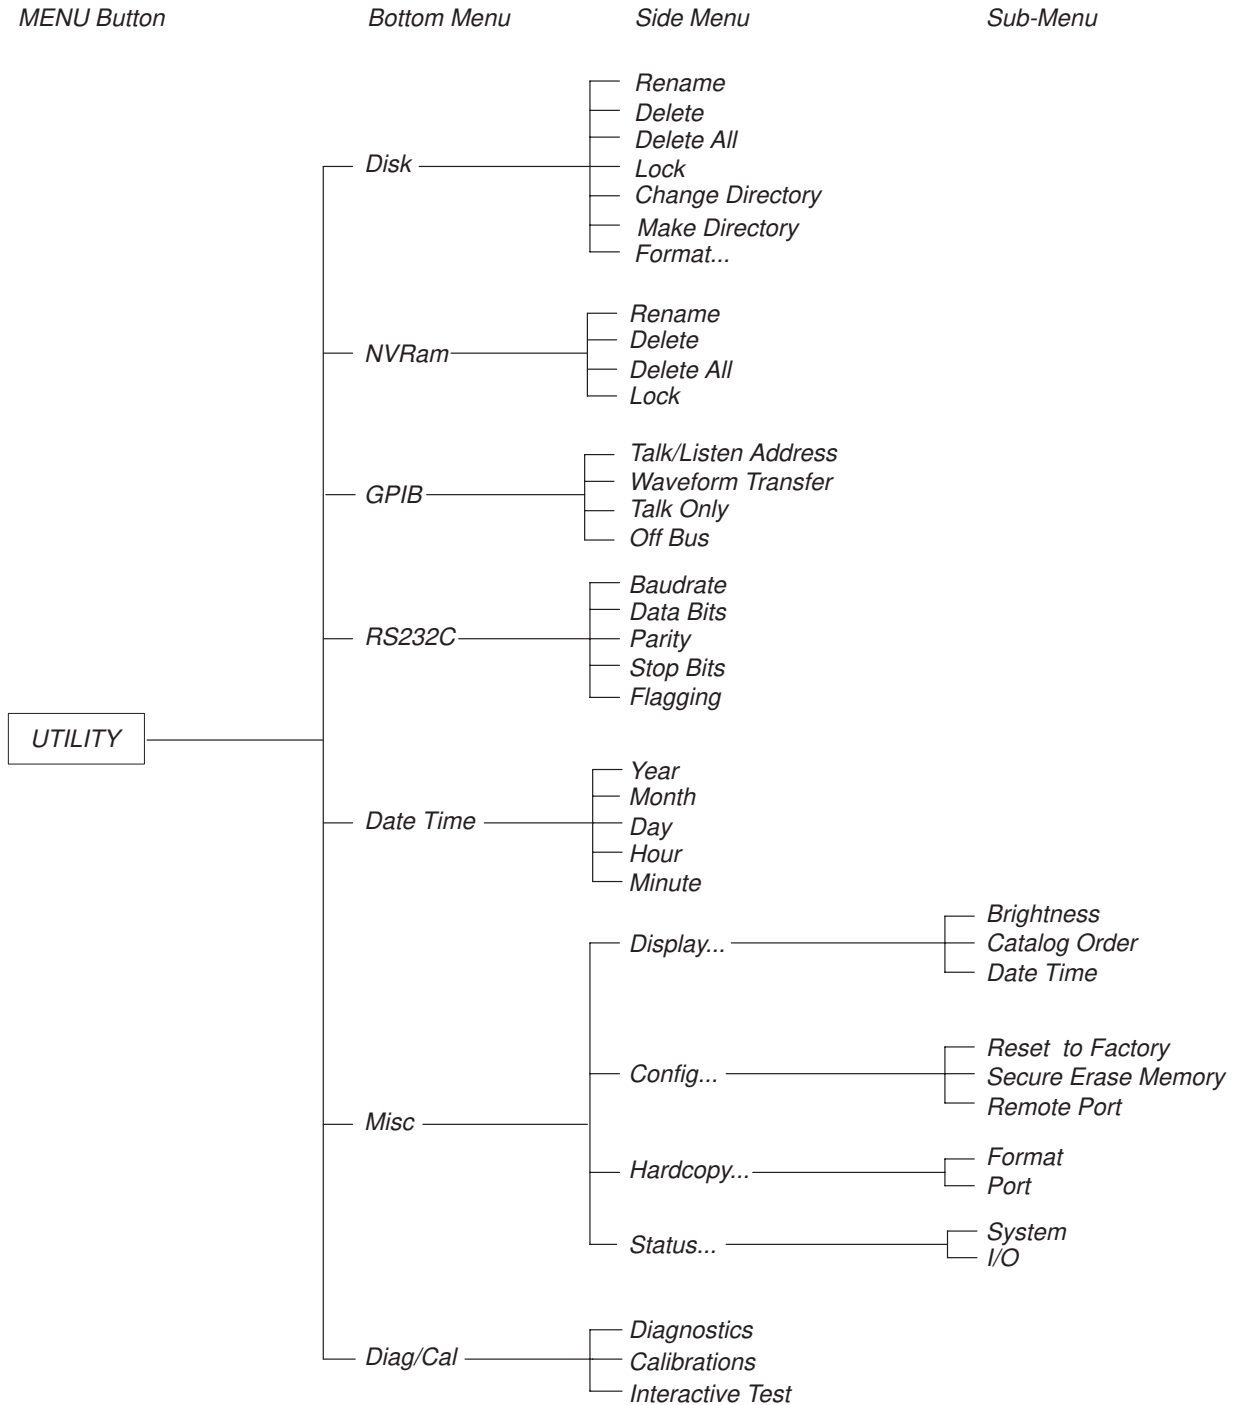 MENU Button Bottom Menu Side Menu Sub-Menu
Rename
Delete
Delete All
Disk
Lock
Change Directory
Make Directory
Format...
Rename
Delete
NVRam
Delete All
Lock
Talk/Listen Address
Waveform Transfer
GPIB
Talk Only
Off Bus
Baudrate
Data Bits
RS232C
Parity
Stop Bits
Flagging
UTILITY
Year
Month
Date Time
Day
Hour
Minute
Display...
Brightness
Catalog Order
Date Time
Config...
Reset to Factory
Secure Erase Memory
Remote Port
Misc
Hardcopy...
Format
Port
Status...
System
I/O
Diag/Cal
Diagnostics
Calibrations
Interactive Test